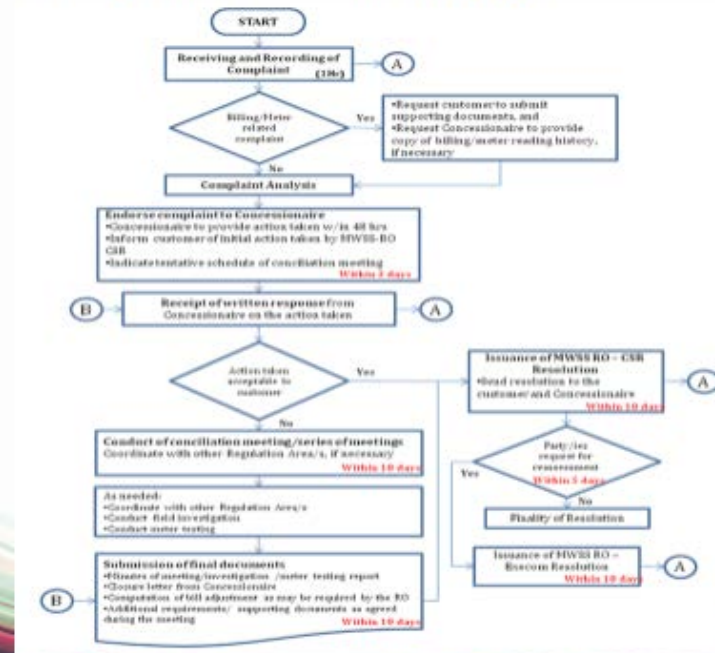 START
Receiving and Recording of
Complaint
(1Hr)
A
Billing/Meter
related
complaint
Yes
•Request customer to submit
supporting documents, and
•Request Concessionaire to provide
copy of billing/meter reading history,
if necessary
No
Complaint Analysis
Endorse complaint to Concessionaire
•Concessionaire to provide action taken w/in 48 hrs
•Inform customer of initial action taken by MWSS-RO
CSR
•Indicate tentative schedule of conciliation meeting
Within 3 days
B
Receipt of written response from
Concessionaire on the action taken
A
Action taken
acceptable to
customer
Yes
Issuance of MWSS RO – CSR
Resolution
•Send resolution to the
customer and Concessionaire
Within 10 days
A
No
Conduct of conciliation meeting/series of meetings
Coordinate with other Regulation Area/s, if necessary
Within 10 days
Party/ies
request for
Within 5 days
Yes
No
As needed:
•Coordinate with other Regulation Area/s
•Conduct field investigation
•Conduct meter testing
Finality of Resolution
Issuance of MWSS RO –
Execom Resolution
Within 10 days
A
B
Submission of final documents
•Minutes of meeting/investigation /meter testing report
•Closure letter from Concessionaire
•Computation of bill adjustment as may be required by the RO
•Additional requirements/ supporting documents as agreed
during the meeting
Within 10 days